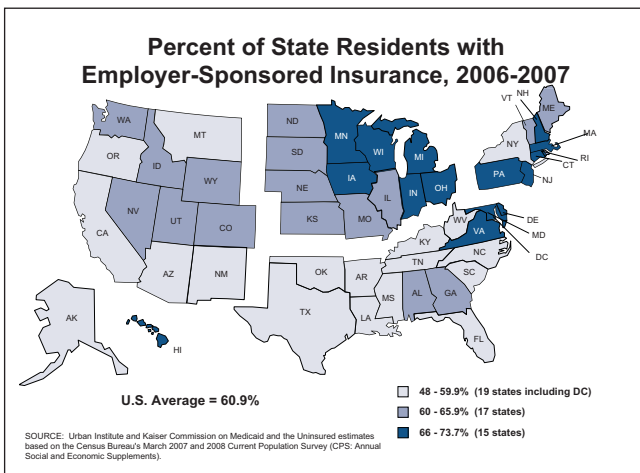 Percent of State Residents with
Employer-Sponsored Insurance, 2006-2007
WA
MT
ND
MN
VT
NH
ME
OR
ID
SD
WI
MI
NY
MA
WY
RI
CT
IA
PA
NJ
NE
NV
UT
CO
IL
IN
OH
DE
MD
DC
CA
KS
MO
WV
VA
KY
NC
TN
AZ
NM
OK
AR
SC
MS
AL
GA
TX
LA
AK
FL
HI
U.S. Average = 60.9%
48 - 59.9% (19 states including DC)
60 - 65.9% (17 states)
66 - 73.7% (15 states)
SOURCE: Urban Institute and Kaiser Commission on Medicaid and the Uninsured estimates
based on the Census Bureau's March 2007 and 2008 Current Population Survey (CPS: Annual
Social and Economic Supplements).